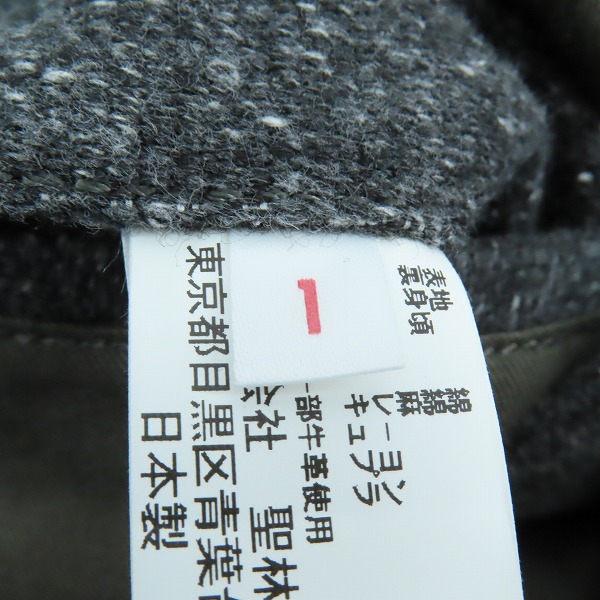 1
表地
裏身頃
綿
綿
麻
レーヨン
キュプラ
一部牛革使用
会社 聖林
東京都目黒区青葉
日本製